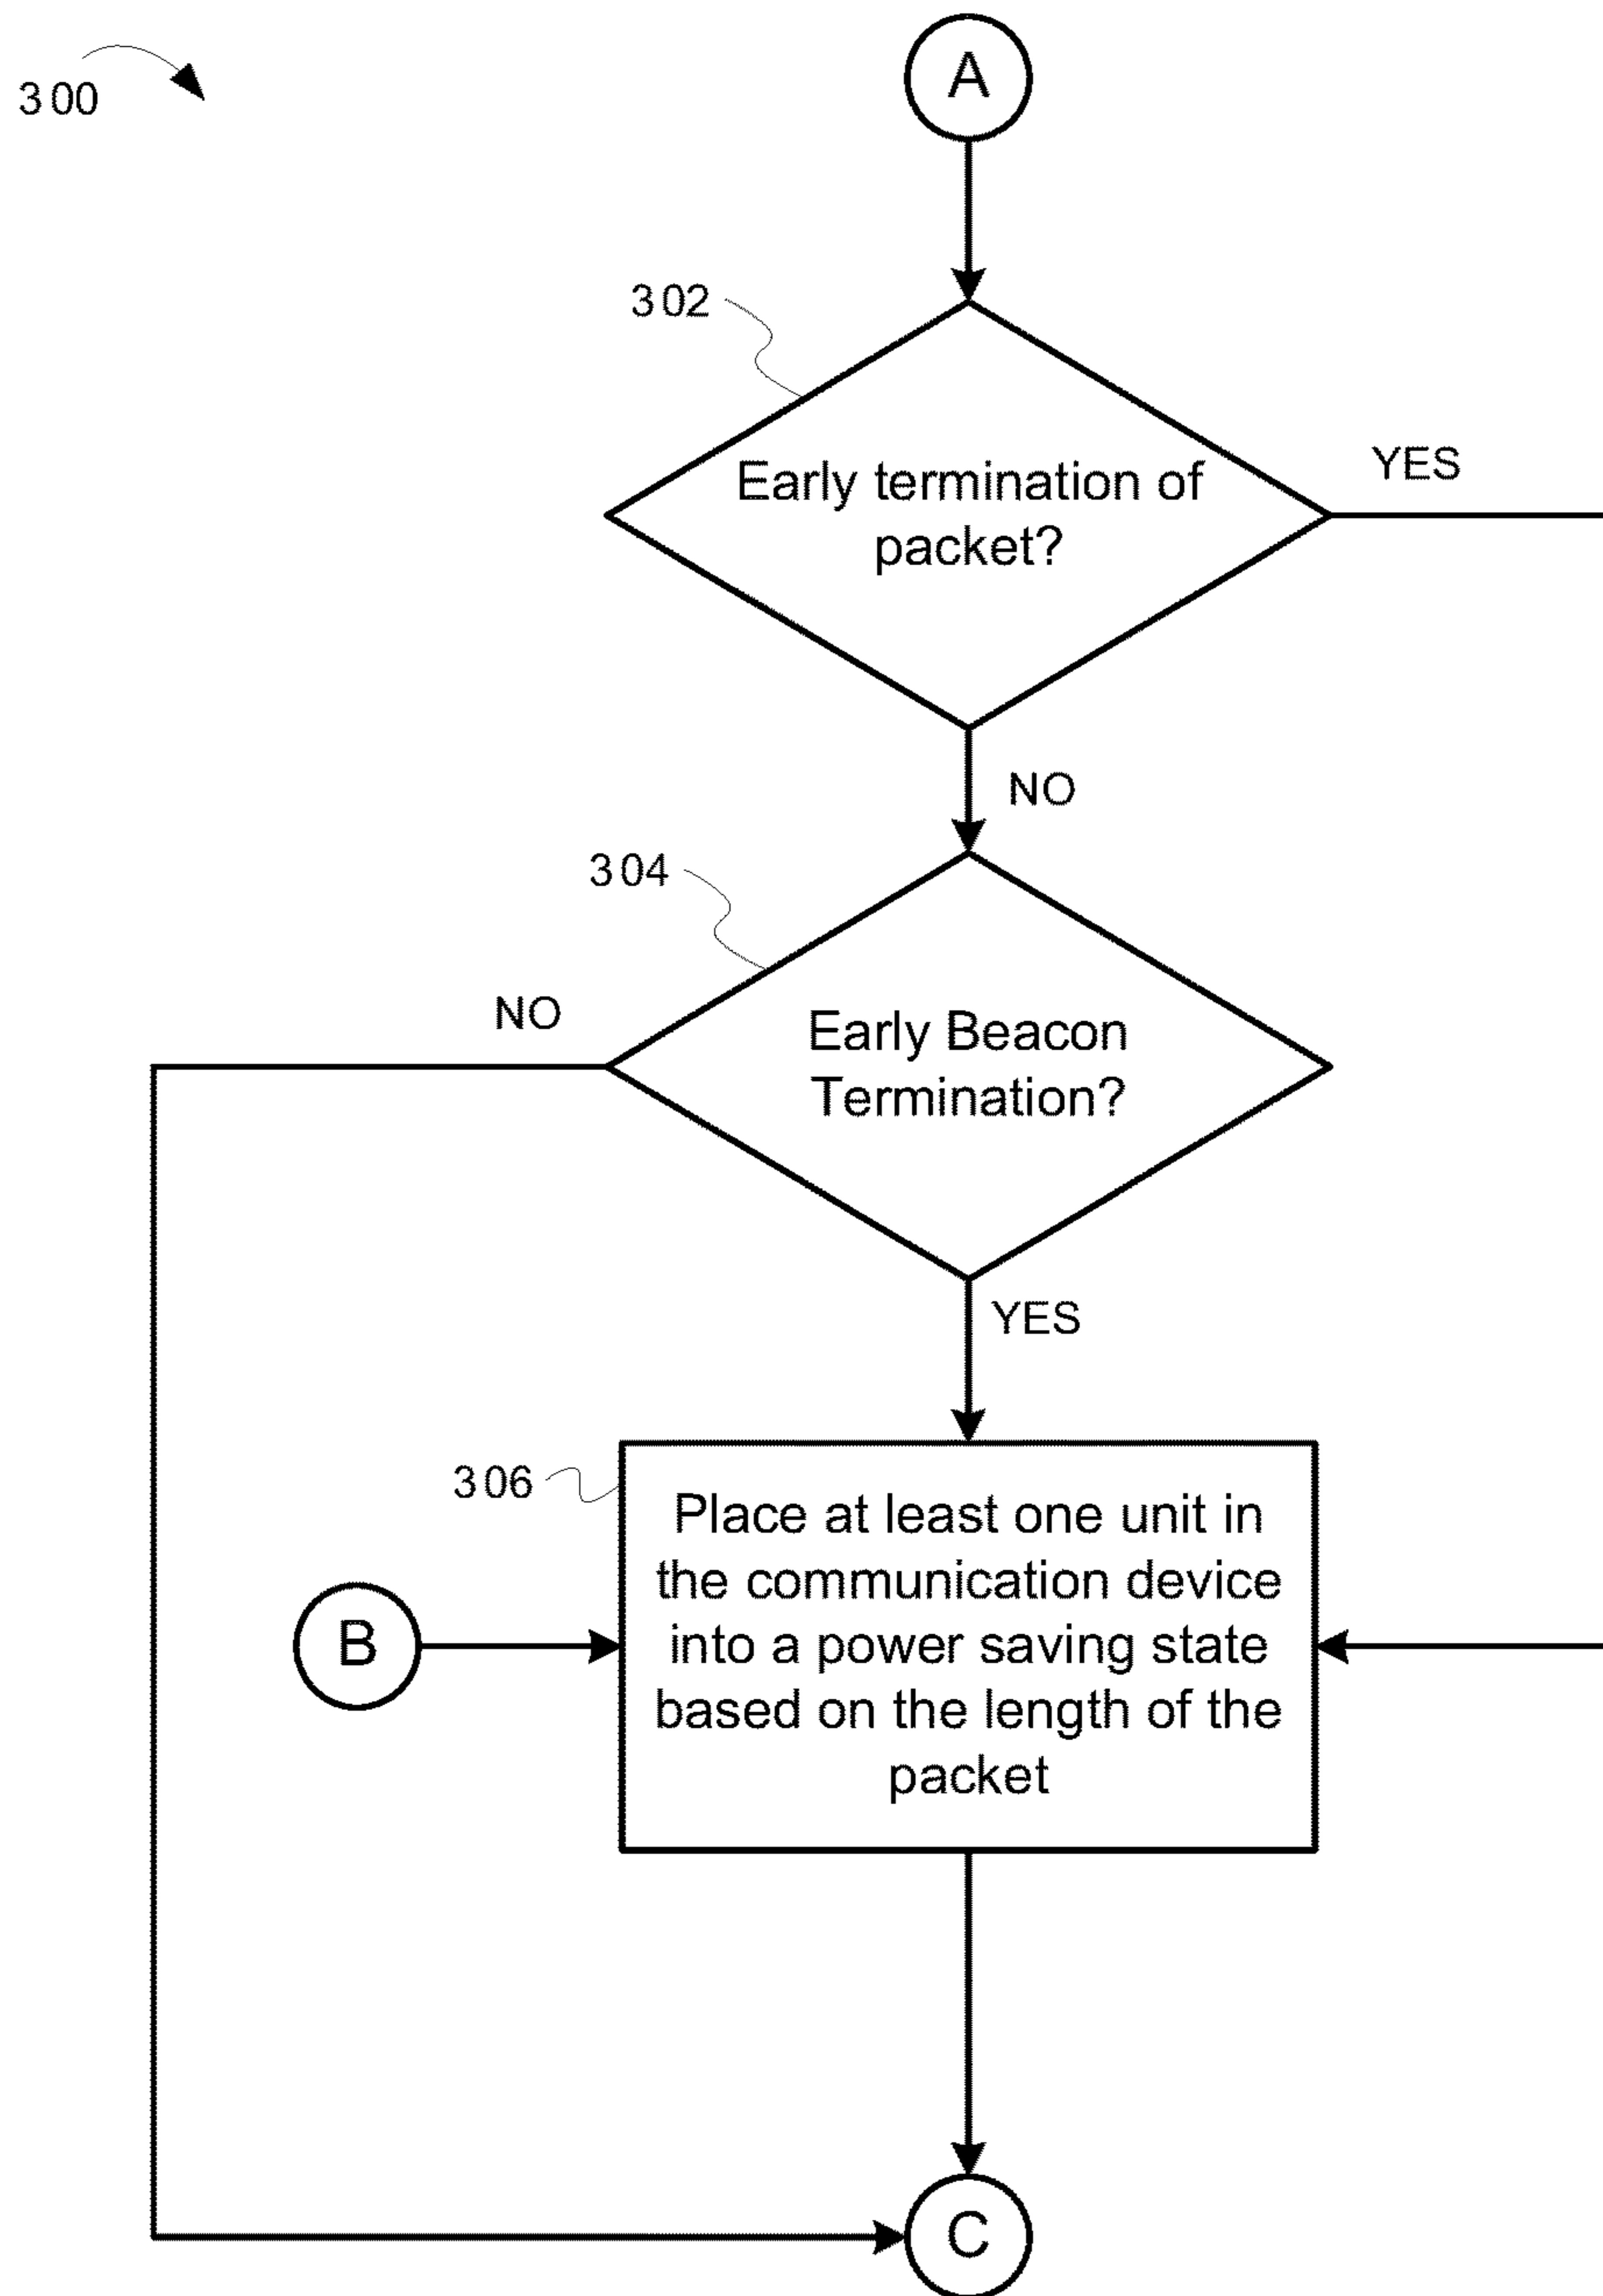 300
A
302
Early termination of
packet?
YES
NO
304
NO
Early Beacon
Termination?
YES
306
Place at least one unit in
the communication device
into a power saving state
based on the length of the
packet
B
C